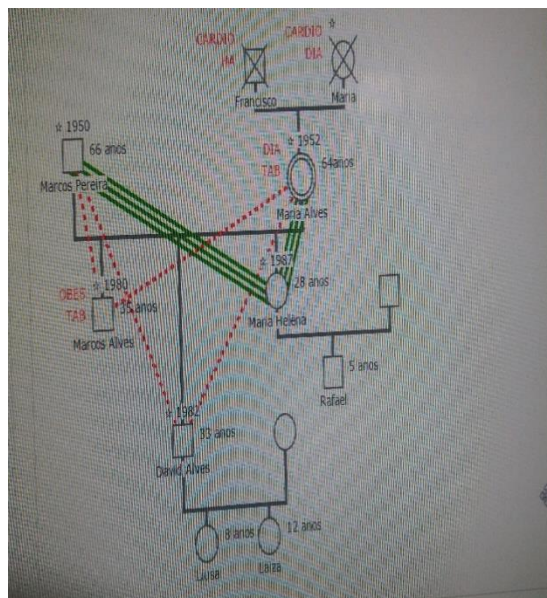 CARDIO
IM
CARDIO
DIA
Francisco
Maria
☆ 1950
66 anos
Marcos Pereira
☆ 1952
DIA
TAB
64anos
Maria Alves
☆ 1987
28 anos
Maria Helena
☆ 1980
OBES
TAB
35 anos
Marcos Alves
5 anos
Rafael
☆ 1982
33 anos
David Alves
8 anos
Luisa
12 anos
Laiza